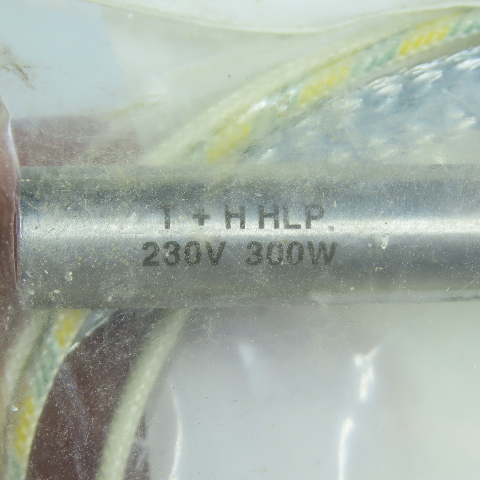 T + H HLP.
230V 300W